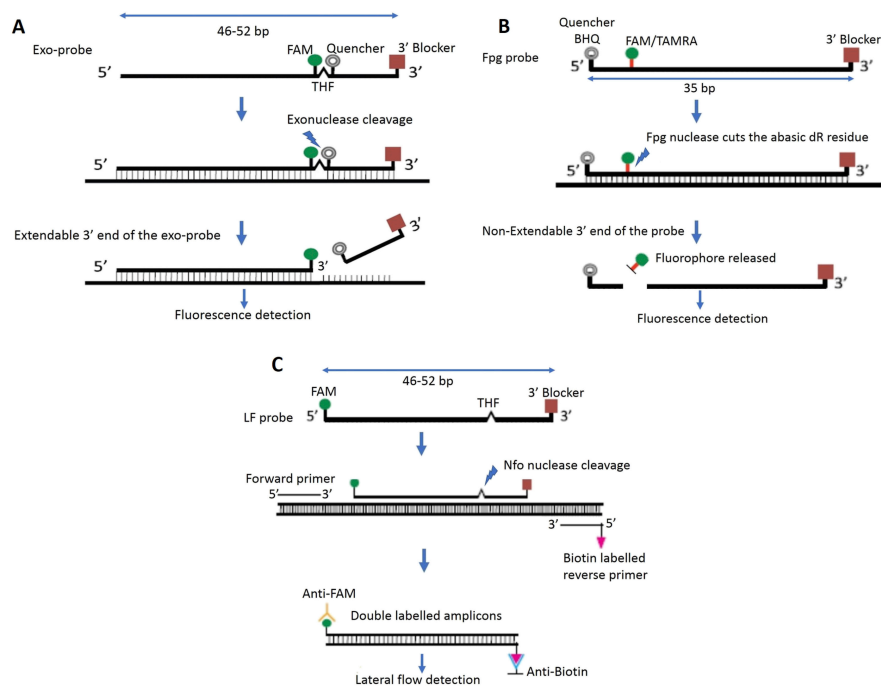 A
46-52 bp
Exo-probe
FAM
Quencher
3’ Blocker
5’
3’
THF
Exonuclease cleavage
5’
3’
Extendable 3’ end of the exo-probe
3’
5’
3’
Fluorescence detection
B
Quencher
BHQ
FAM/TAMRA
3’ Blocker
Fpg probe
5’
3’
35 bp
Fpg nuclease cuts the abasic dR residue
5’
3’
Non-Extendable 3’ end of the probe
Fluorophore released
5’
3’
Fluorescence detection
C
46-52 bp
FAM
3’ Blocker
THF
LF probe
5’
3’
Nfo nuclease cleavage
Forward primer
5’
3’
3’
5’
Biotin labelled
reverse primer
Anti-FAM
Double labelled amplicons
Anti-Biotin
Lateral flow detection